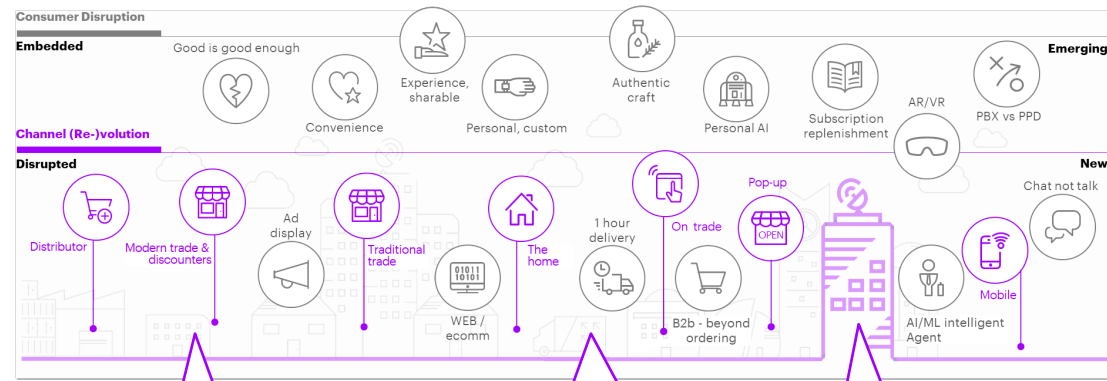 Consumer Disruption
Embedded
Emerging
Good is good enough
Convenience
Experience,
sharable
Personal, custom
Authentic
craft
Personal AI
Subscription
replenishment
AR/VR
PBX vs PPD
Channel (Re-)volution
Disrupted
New
Distributor
Modern trade &
discounters
Ad
display
Traditional
trade
01011
10101
WEB /
ecomm
The
home
1 hour
delivery
On trade
B2b - beyond
ordering
Pop-up
OPEN
AI/ML intelligent
Agent
Mobile
Chat not talk